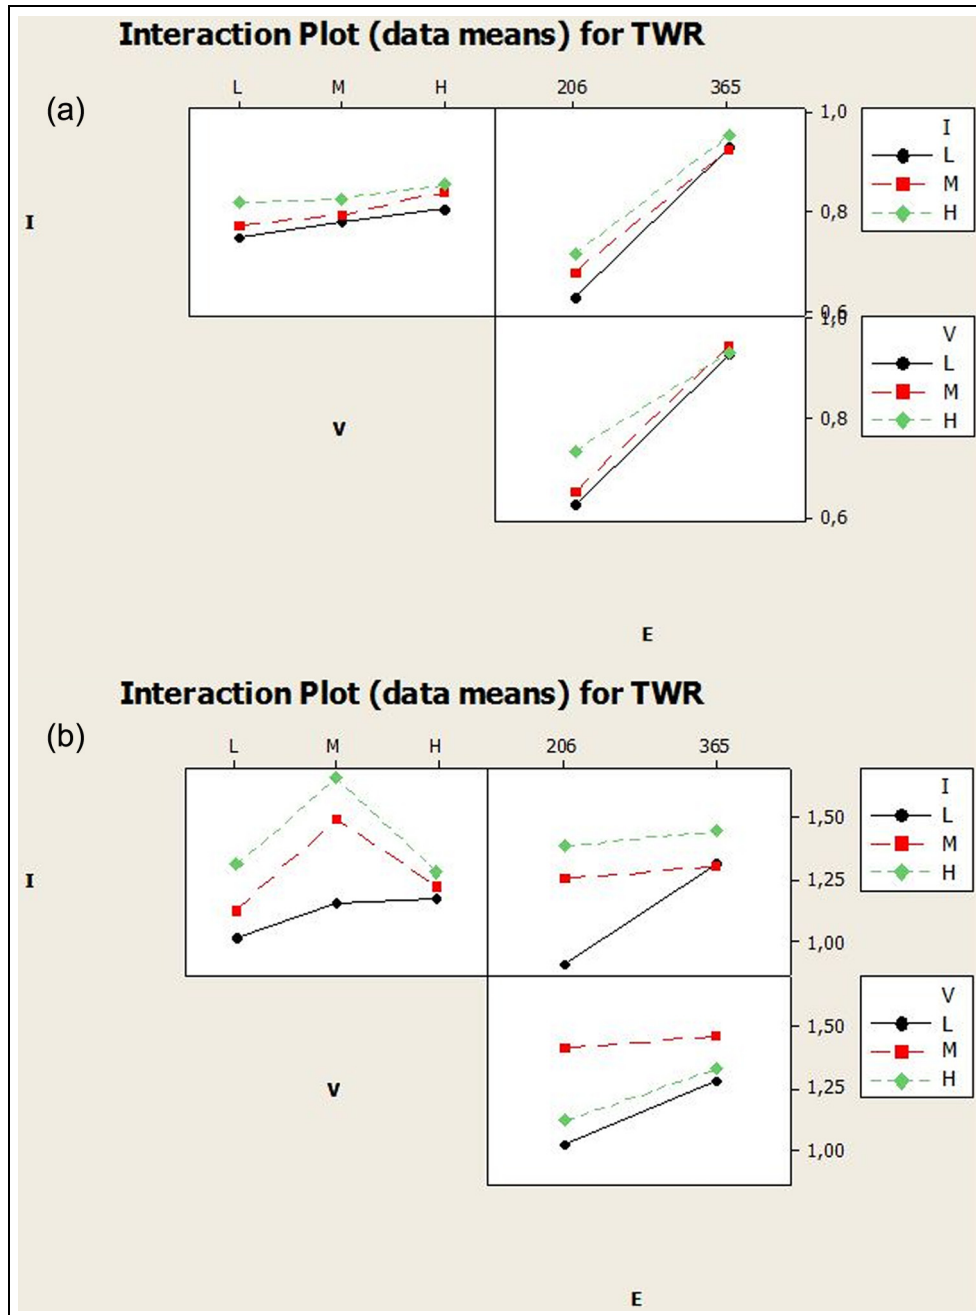 Interaction Plot (data means) for TWR
(a)
L M H 206 365
I
1,0
0,8
0,6
I
L
M
H
1,0
0,8
0,6
V
L
M
H
V
E
Interaction Plot (data means) for TWR
(b)
L M H 206 365
I
1,50
1,25
1,00
I
L
M
H
1,50
1,25
1,00
V
L
M
H
V
E